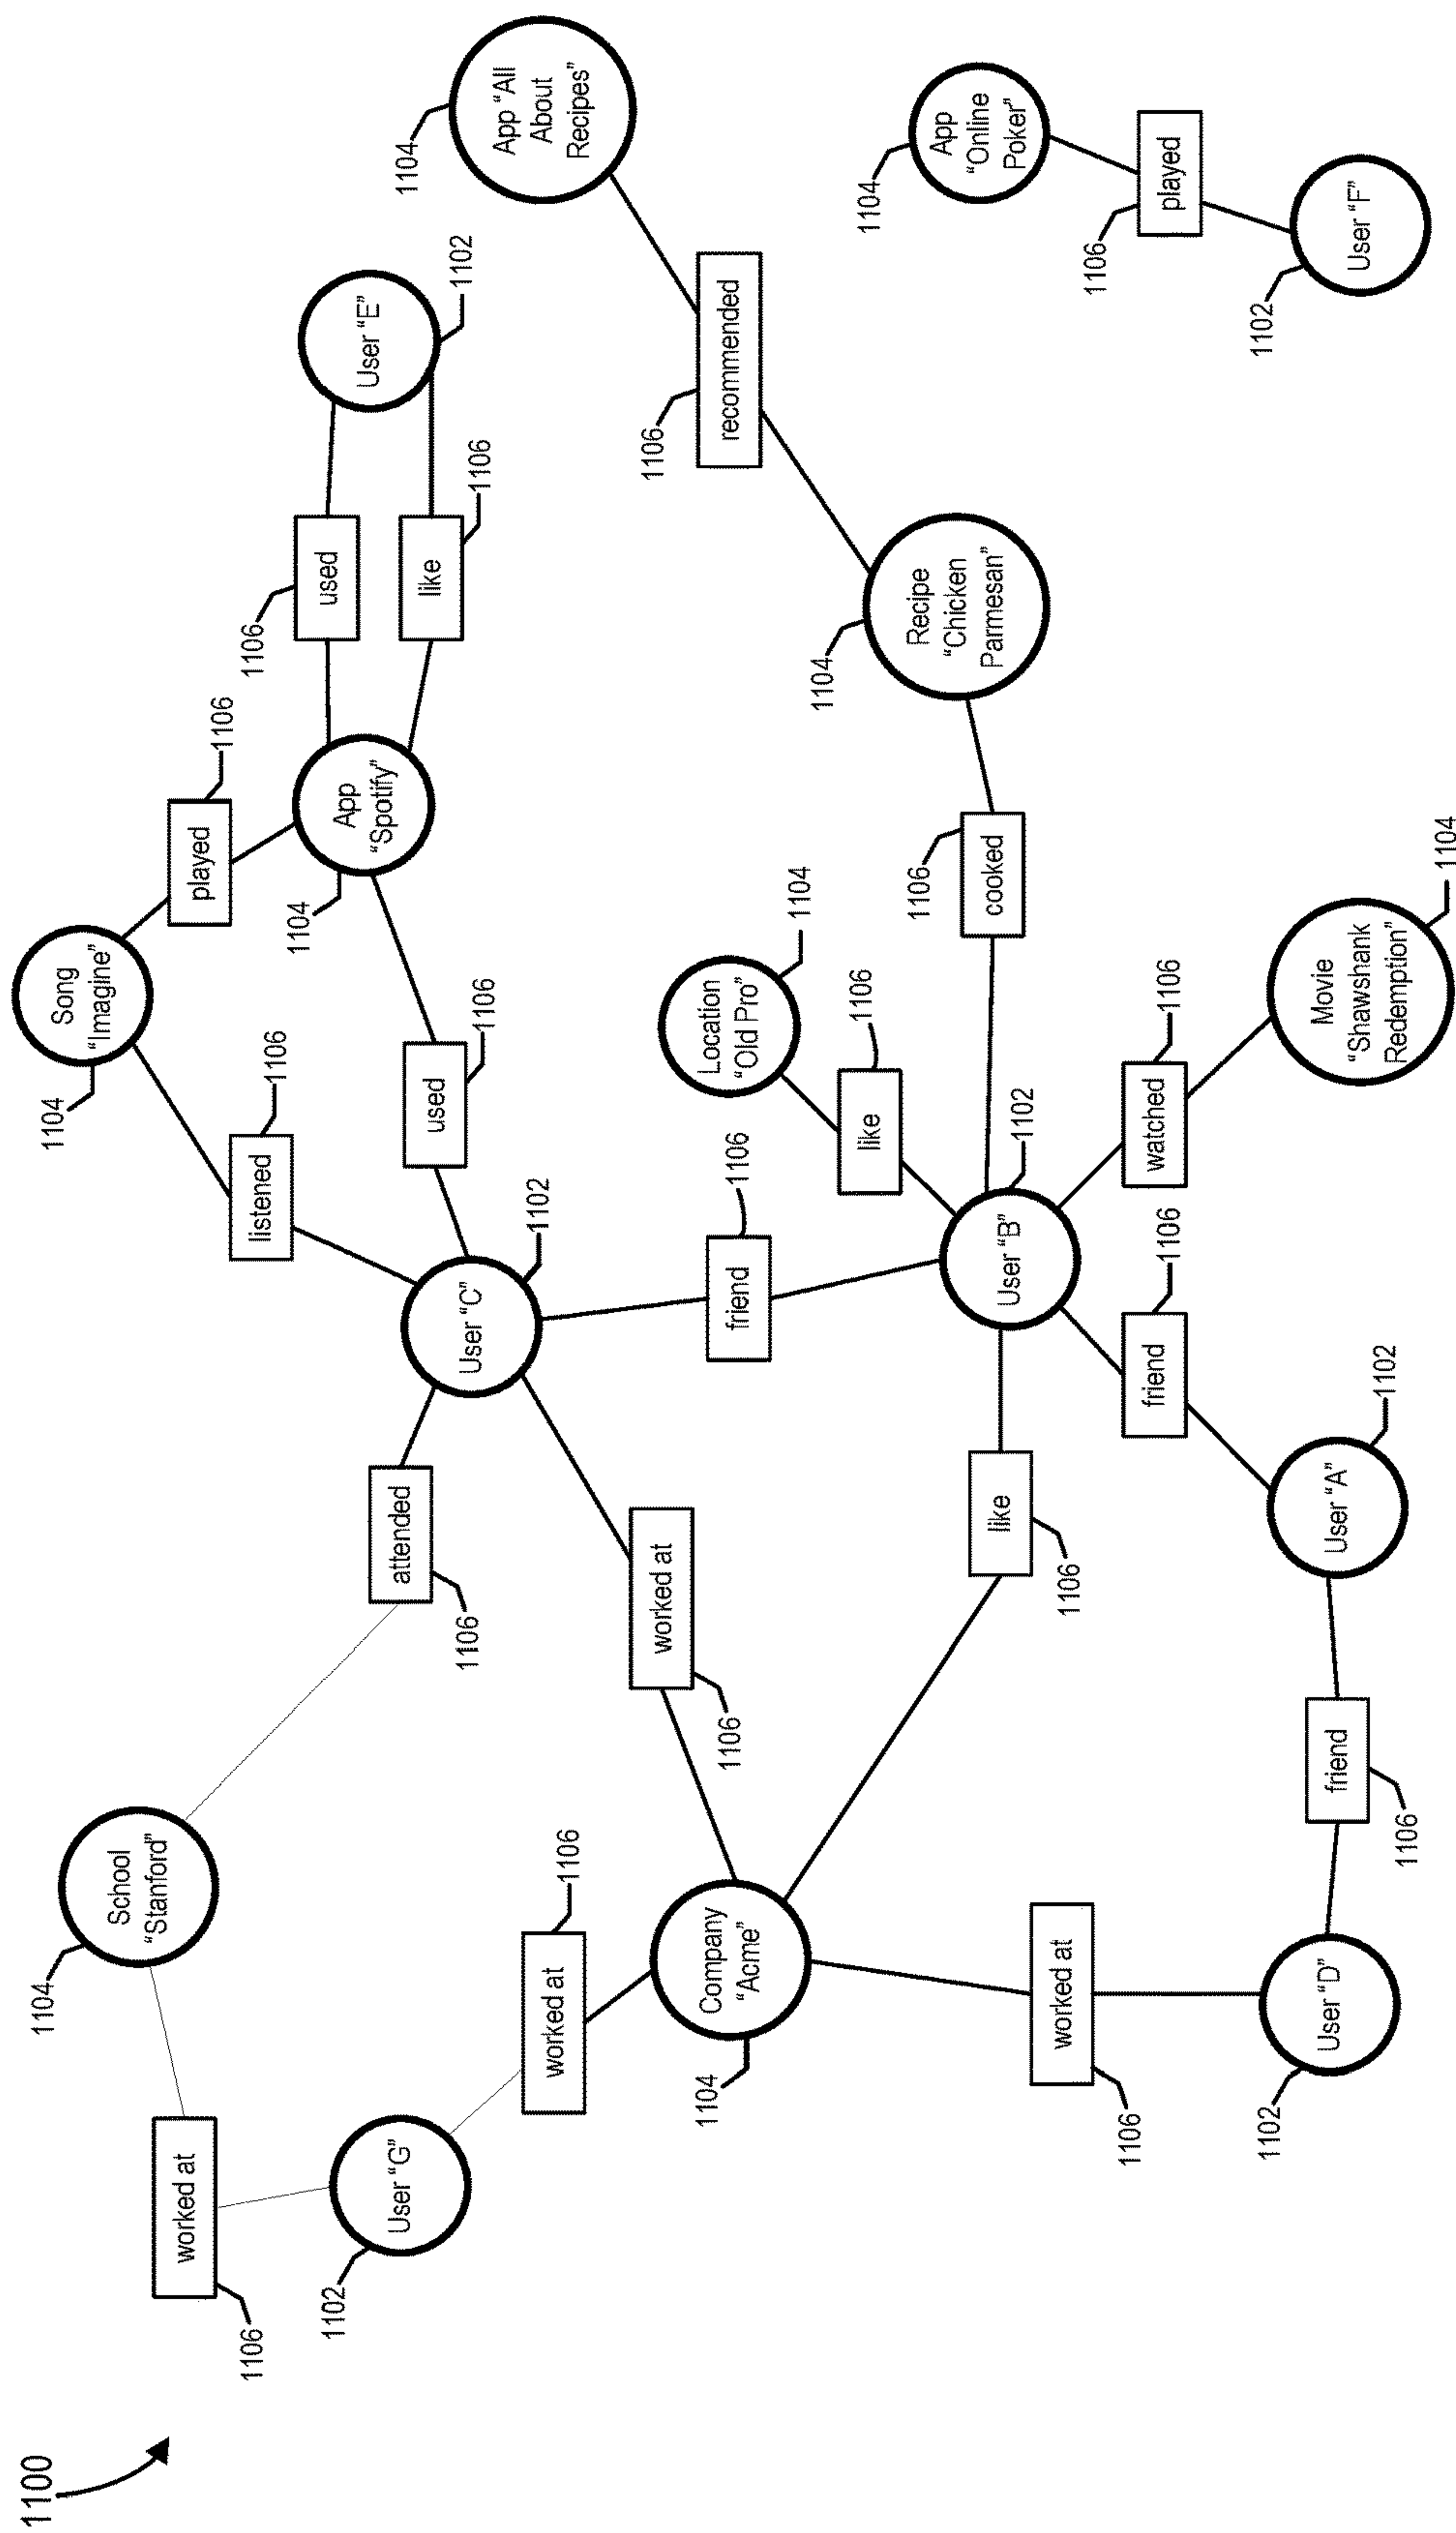 1100
1106
worked at
1102
User “G”
1104
School
“Stanford”
1106
attended
1106
worked at
1104
Company
“Acme”
1106
worked at
1106
worked at
1102
User “D”
1106
friend
1102
User “A”
1106
friend
1106
like
1102
User “B”
1106
friend
1102
User “C”
1106
listened
1104
Song
“Imagine”
1106
played
1106
used
1104
App
“Spotify”
1106
used
1106
like
1102
User “E”
1106
like
1104
Location
“Old Pro”
1106
watched
1104
Movie
“Shawshank
Redemption”
1106
cooked
1104
Recipe
“Chicken
Parmesan”
1106
recommended
1104
App “All
About
Recipes”
1104
App
“Online
Poker”
1106
played
1102
User “F”